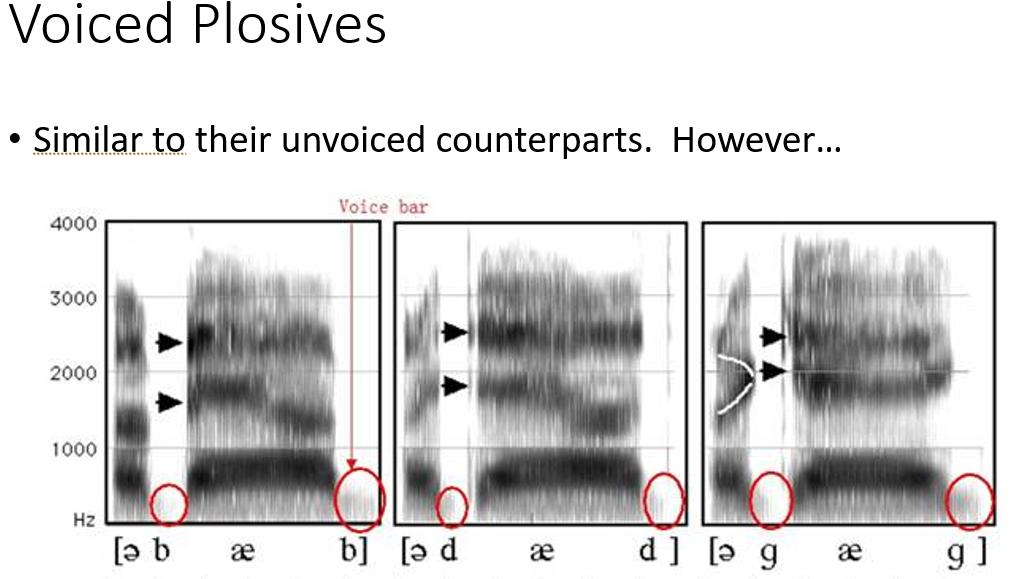 Voiced Plosives
• Similar to their unvoiced counterparts. However...
Voice bar
4000
3000
2000
1000
Hz
[ə b æ b] [ə d æ d ] [ə g æ g ]